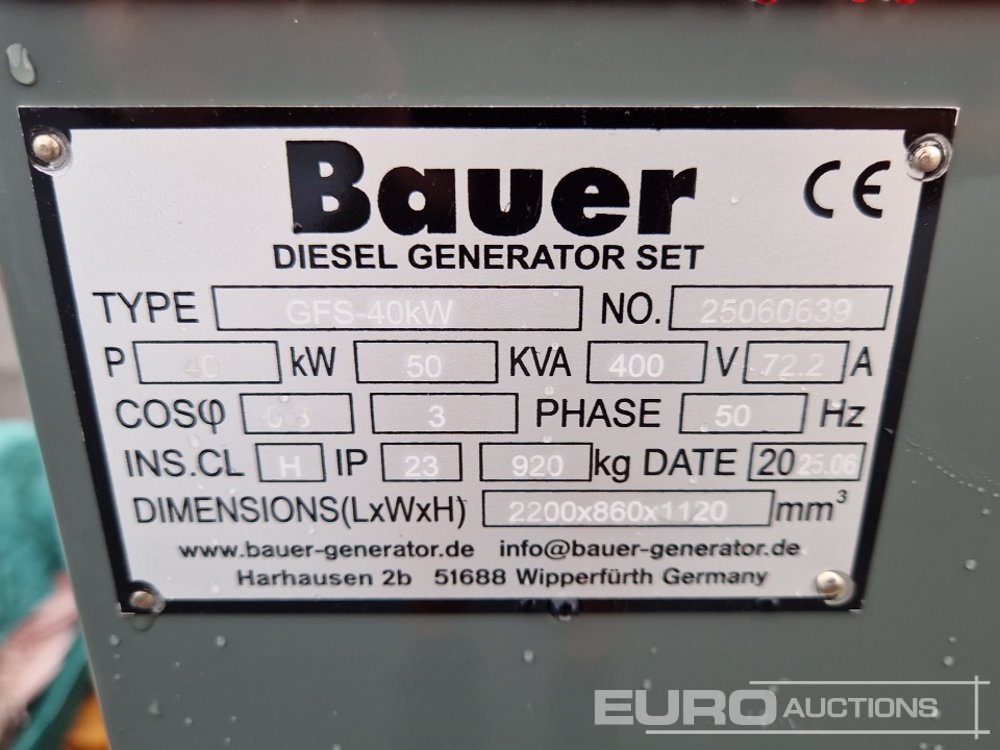 Bauer CE
DIESEL GENERATOR SET
TYPE GFS-40kW NO. 25060639
P 40 kW 50 KVA 400 V 72.2 A
COSφ 0.8 3 PHASE 50 Hz
INS.CL H IP 23 920 kg DATE 2025.06
DIMENSIONS(LxWxH) 2200x860x1120 mm³
www.bauer-generator.de info@bauer-generator.de
Harhausen 2b 51688 Wipperfürth Germany
EURO AUCTIONS